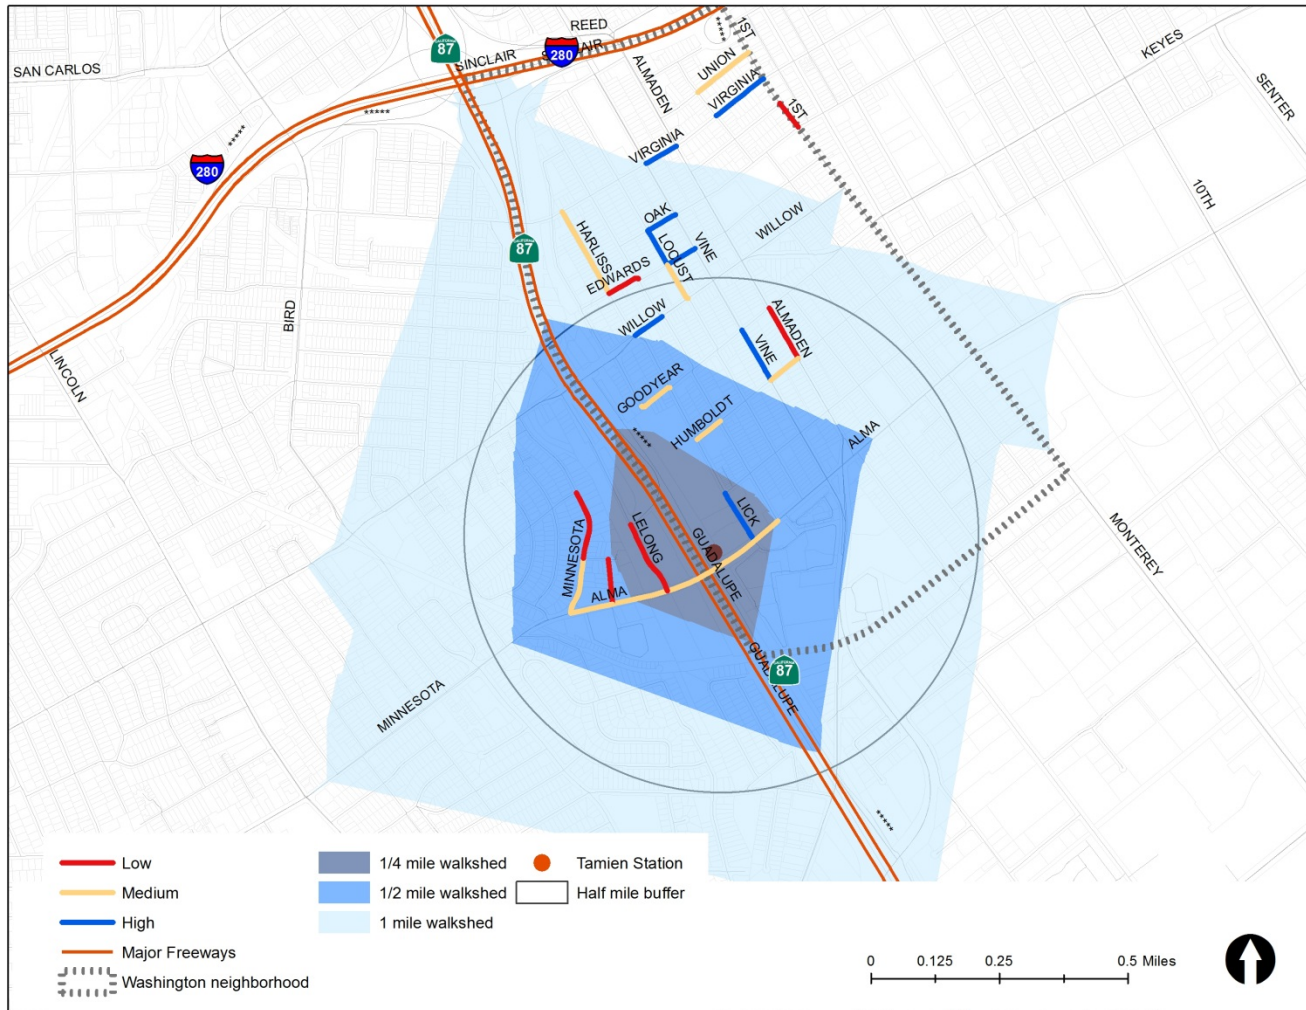 REED
1ST
CALIFORNIA
87
280
SINCLAIR
SAN CARLOS
ALMADEN
UNION
VIRGINIA
1ST
KEYES
SENTER
*****
*****
*****
280
VIRGINIA
10TH
OAK
WILLOW
HARLISS
LOCUST
VINE
CALIFORNIA
87
EDWARDS
BIRD
WILLOW
ALMADEN
VINE
LINCOLN
GOODYEAR
HUMBOLDT
ALMA
*****
LICK
LELONG
MINNESOTA
GUADALUPE
MONTEREY
ALMA
GUADALUPE
CALIFORNIA
87
MINNESOTA
*****
Low
Medium
High
Major Freeways
Washington neighborhood
1/4 mile walkshed
1/2 mile walkshed
1 mile walkshed
Tamien Station
Half mile buffer
0 0.125 0.25 0.5 Miles